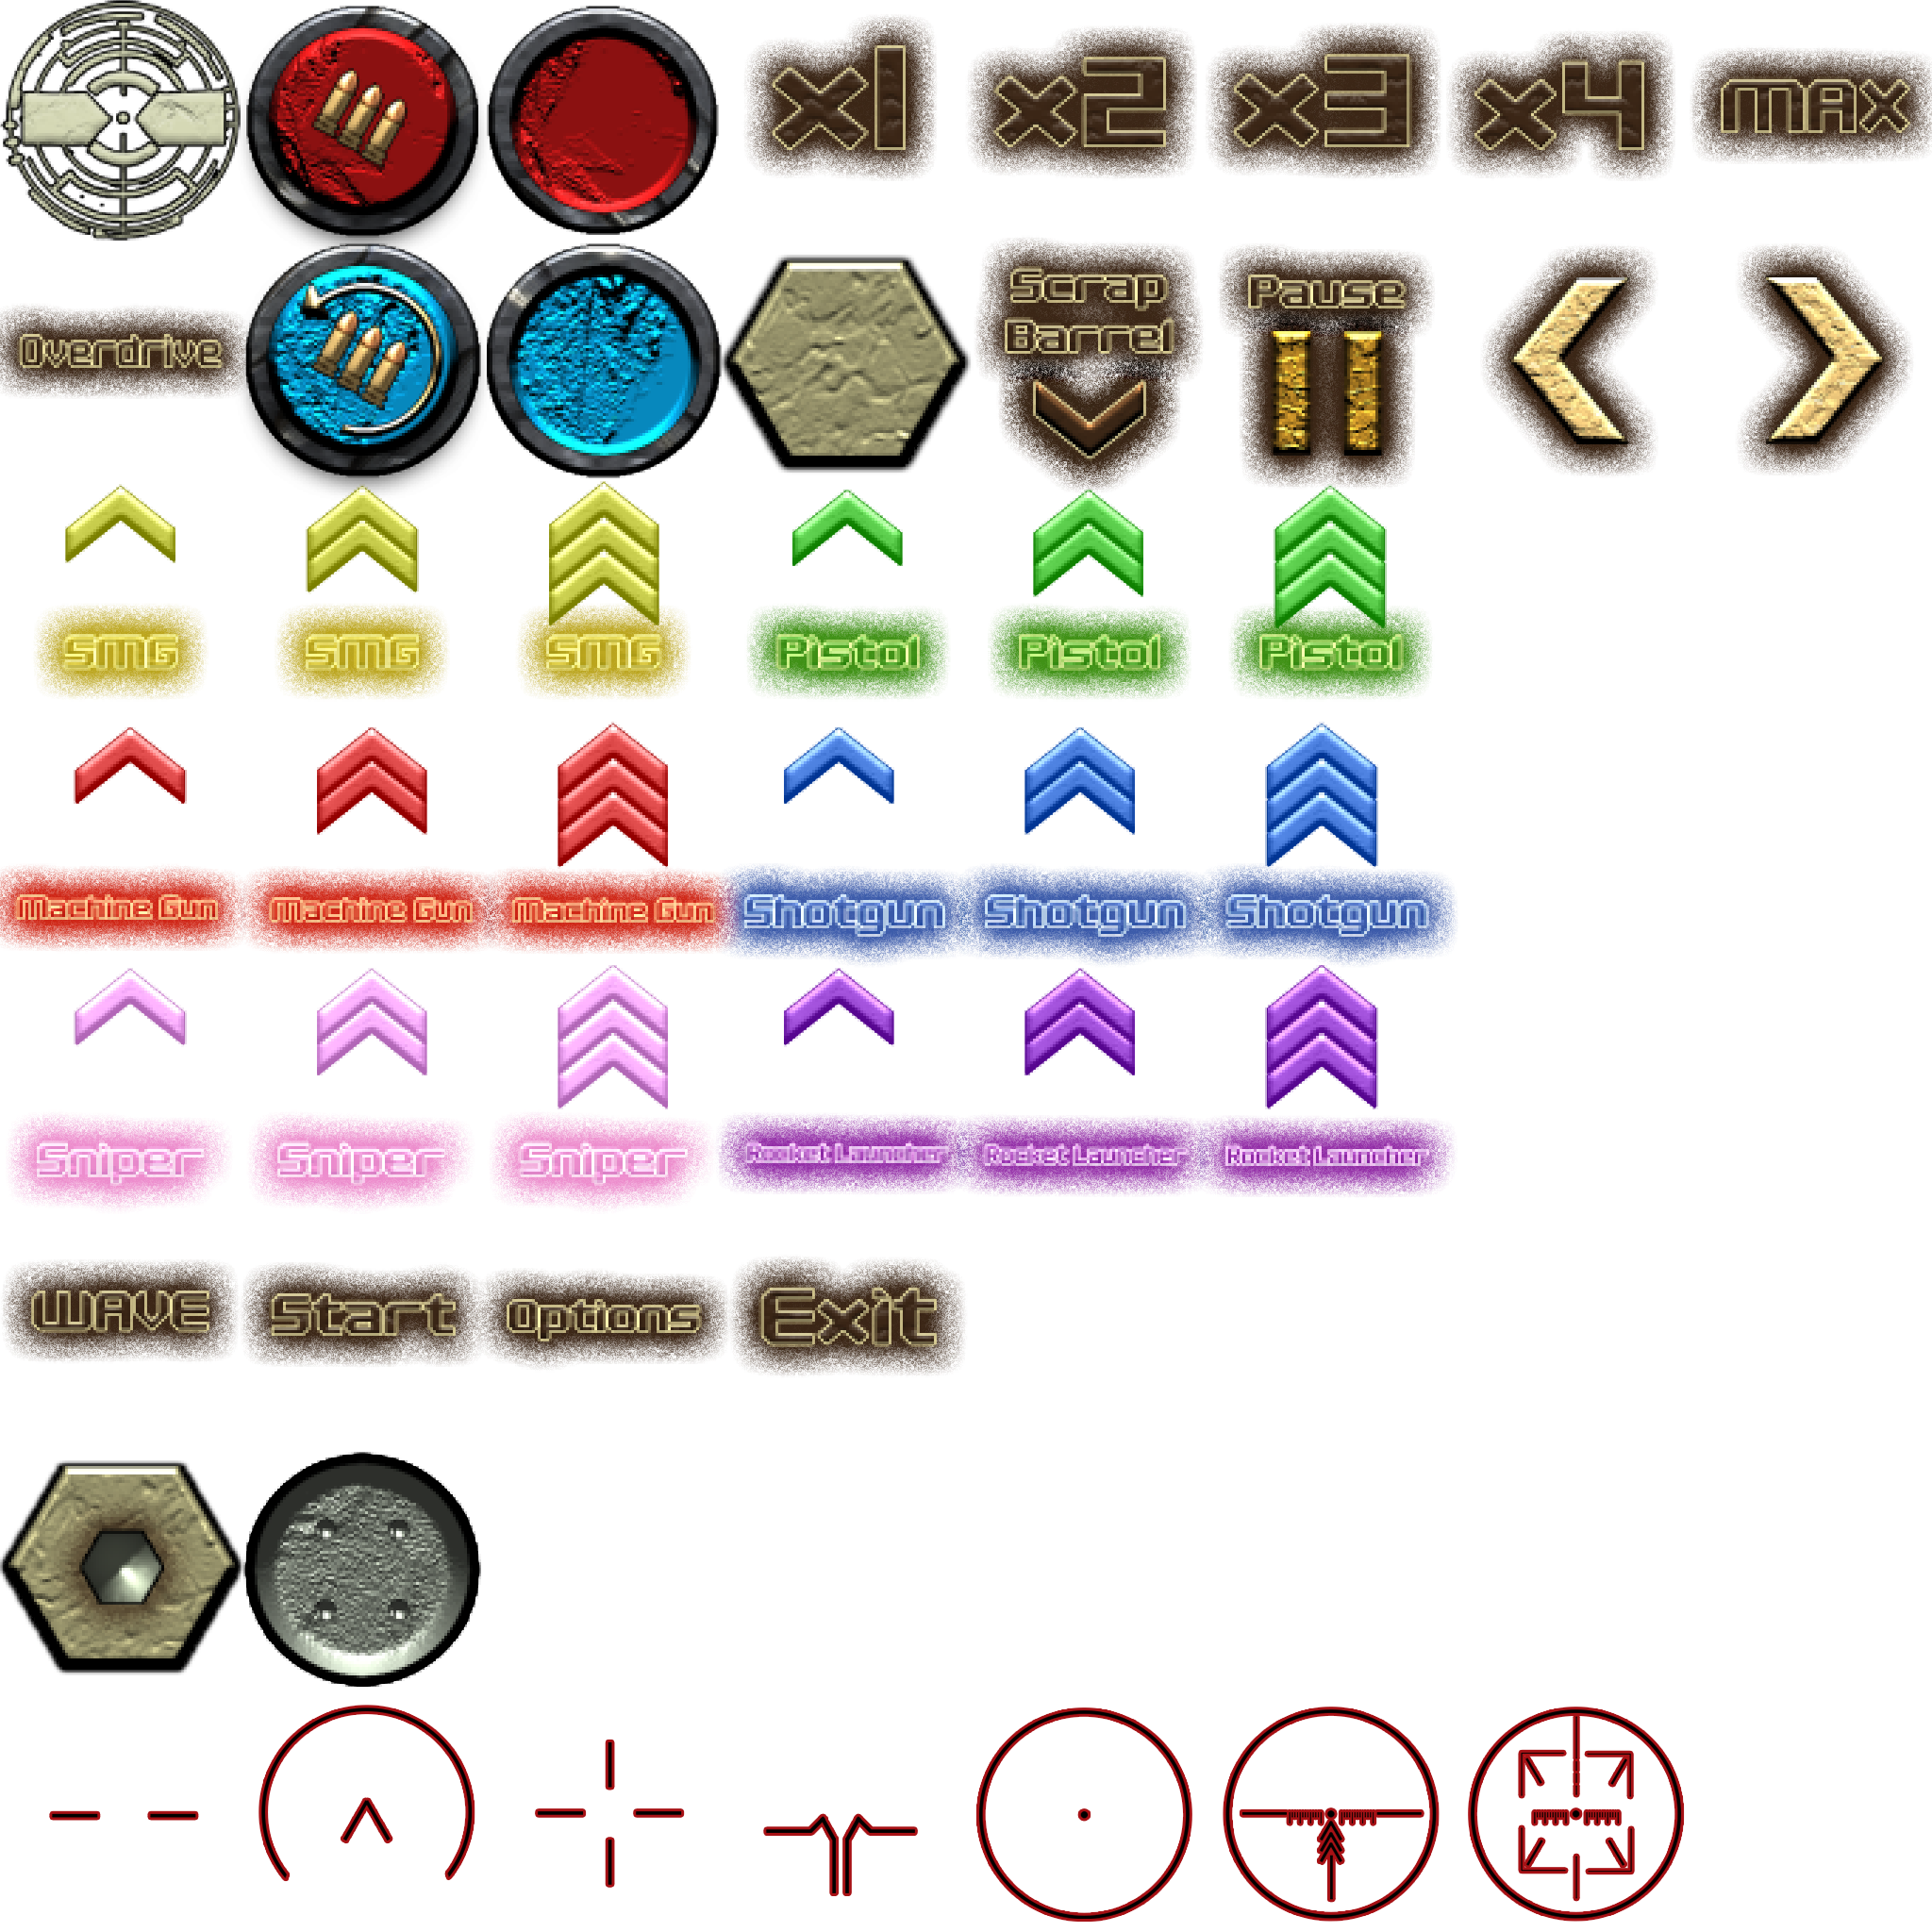 x1 x2 x3 x4 MAX
Overdrive
Scrap
Barrel
Pause
SMG SMG SMG Pistol Pistol Pistol
Machine Gun Machine Gun Machine Gun Shotgun Shotgun Shotgun
Sniper Sniper Sniper Rocket Launcher Rocket Launcher Rocket Launcher
WAVE Start Options Exit